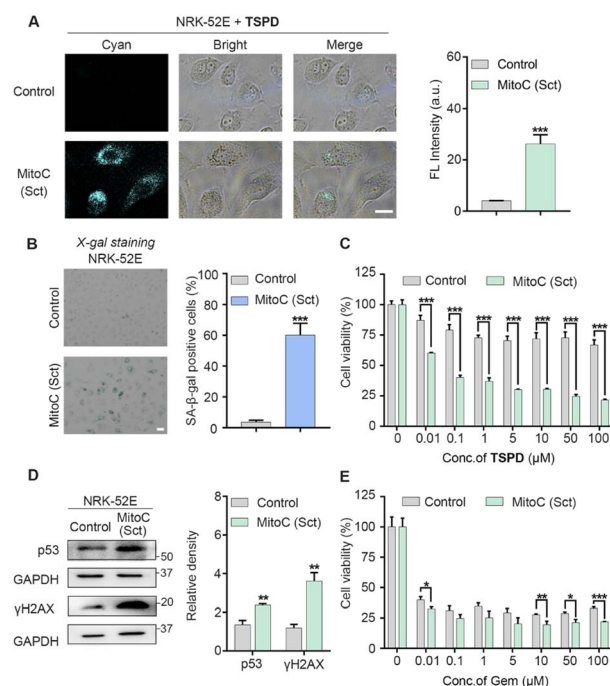 A
NRK-52E + TSPD
Cyan
Bright
Merge
Control
MitoC
(Sct)
FL Intensity (a.u.)
60
40
20
0
Control
MitoC (Sct)
***
B
X-gal staining
NRK-52E
Control
MitoC (Sct)
SA-β-gal positive cells (%)
80
60
40
20
0
Control
MitoC (Sct)
***
C
Control
MitoC (Sct)
Cell viability (%)
125
100
75
50
25
0
*** *** *** *** *** *** ***
0 0.01 0.1 1 5 10 50 100
Conc.of TSPD (μM)
D
NRK-52E
Control
MitoC
(Sct)
p53
50
GAPDH
37
γH2AX
20
GAPDH
37
Relative density
5
4
3
2
1
0
Control
MitoC (Sct)
**
**
p53 γH2AX
E
Control
MitoC (Sct)
Cell viability (%)
125
100
75
50
25
0
* ** * ***
0 0.01 0.1 1 5 10 50 100
Conc.of Gem (μM)